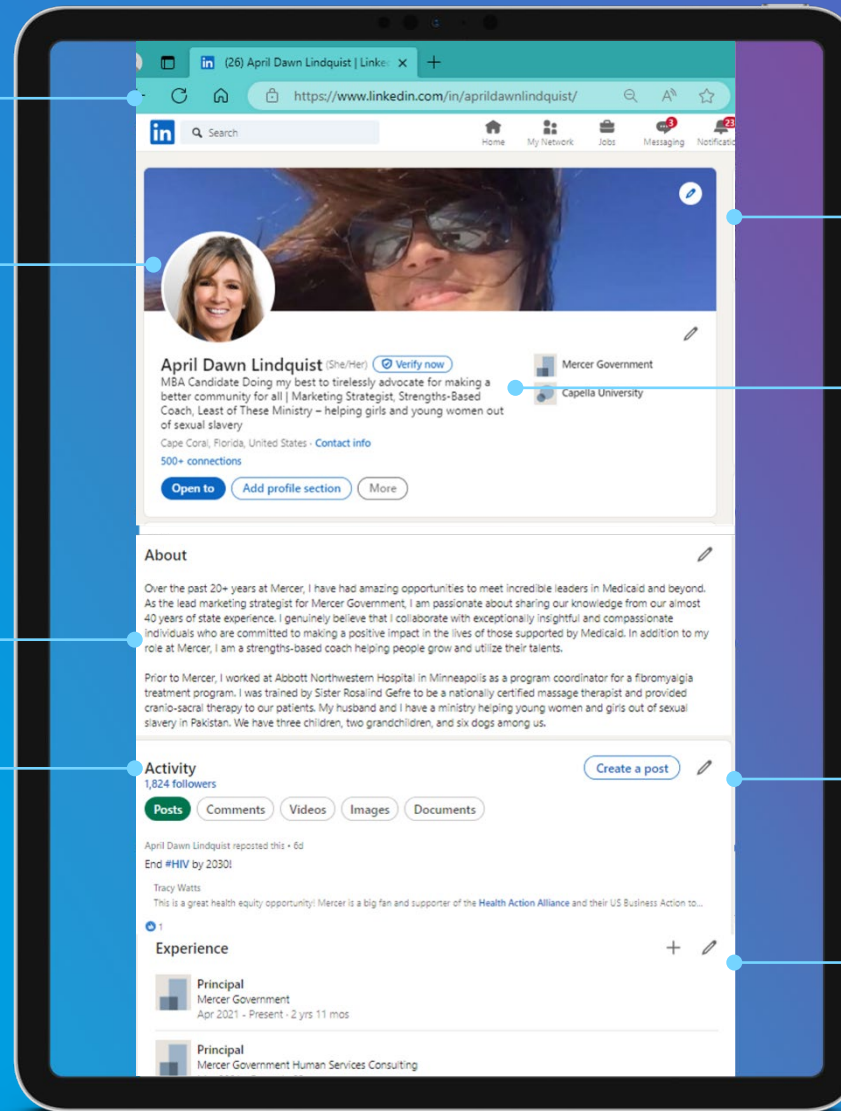 in (26) April Dawn Lindquist | Linke
https://www.linkedin.com/in/aprildawnlindquist/
in Search
Home My Network Jobs Messaging 3 Notificatio 23
April Dawn Lindquist (She/Her) Verify now
MBA Candidate Doing my best to tirelessly advocate for making a
better community for all | Marketing Strategist, Strengths-Based
Coach, Least of These Ministry – helping girls and young women out
of sexual slavery
Cape Coral, Florida, United States · Contact info
500+ connections
Open to Add profile section More
Mercer Government
Capella University
About
Over the past 20+ years at Mercer, I have had amazing opportunities to meet incredible leaders in Medicaid and beyond.
As the lead marketing strategist for Mercer Government, I am passionate about sharing our knowledge from our almost
40 years of state experience. I genuinely believe that I collaborate with exceptionally insightful and compassionate
individuals who are committed to making a positive impact in the lives of those supported by Medicaid. In addition to my
role at Mercer, I am a strengths-based coach helping people grow and utilize their talents.
Prior to Mercer, I worked at Abbott Northwestern Hospital in Minneapolis as a program coordinator for a fibromyalgia
treatment program. I was trained by Sister Rosalind Gefre to be a nationally certified massage therapist and provided
cranio-sacral therapy to our patients. My husband and I have a ministry helping young women and girls out of sexual
slavery in Pakistan. We have three children, two grandchildren, and six dogs among us.
Activity
1,824 followers
Create a post
Posts Comments Videos Images Documents
April Dawn Lindquist reposted this • 6d
End #HIV by 2030!
Tracy Watts
This is a great health equity opportunity! Mercer is a big fan and supporter of the Health Action Alliance and their US Business Action to...
1
Experience
Principal
Mercer Government
Apr 2021 - Present · 2 yrs 11 mos
Principal
Mercer Government Human Services Consulting